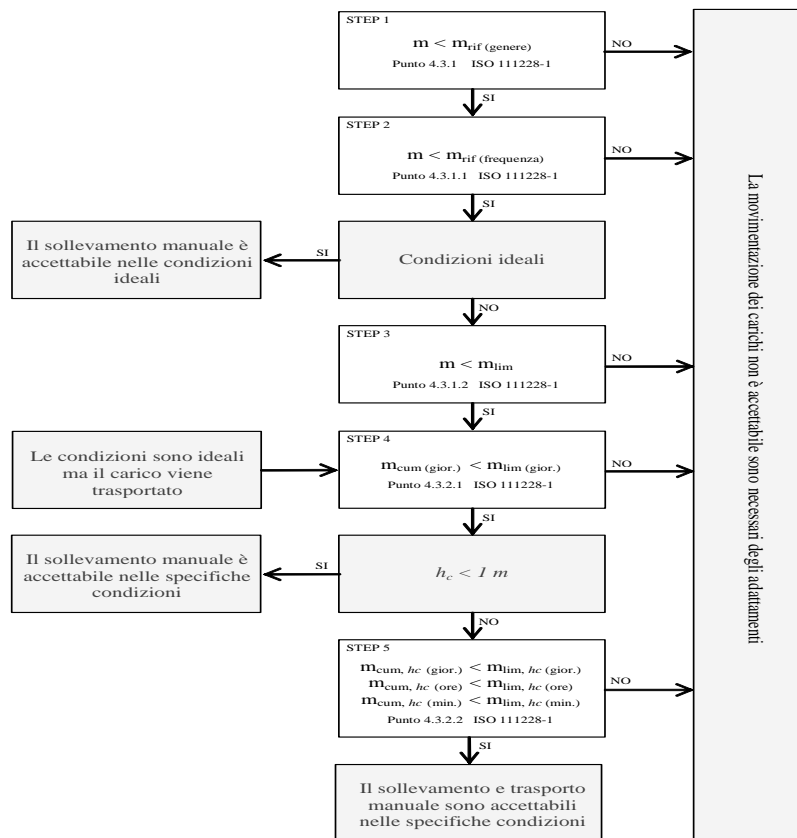 STEP 1
m < mrif (genere)
Punto 4.3.1 ISO 111228-1
NO
SI
STEP 2
m < mrif (frequenza)
Punto 4.3.1.1 ISO 111228-1
NO
SI
Il sollevamento manuale è
accettabile nelle condizioni
ideali
SI
Condizioni ideali
NO
STEP 3
m < mlim
Punto 4.3.1.2 ISO 111228-1
NO
SI
Le condizioni sono ideali
ma il carico viene
trasportato
STEP 4
mcum (gior.) < mlim (gior.)
Punto 4.3.2.1 ISO 111228-1
NO
SI
Il sollevamento manuale è
accettabile nelle specifiche
condizioni
SI
hc < 1 m
NO
STEP 5
mcum, hc (gior.) < mlim, hc (gior.)
mcum, hc (ore) < mlim, hc (ore)
mcum, hc (min.) < mlim, hc (min.)
Punto 4.3.2.2 ISO 111228-1
NO
SI
Il sollevamento e trasporto
manuale sono accettabili
nelle specifiche condizioni
La movimentazione dei carichi non è accettabile sono necessari degli adattamenti